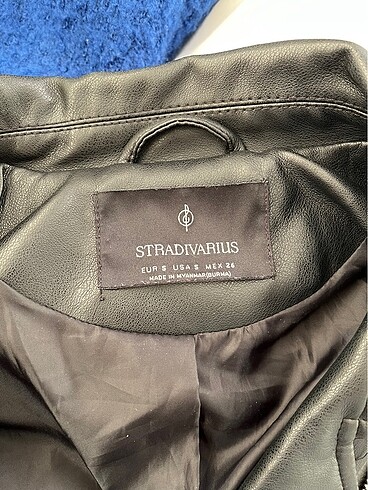 STRADIVARIUS
EUR S USA S MEX 26
MADE IN MYANMAR(BURMA)